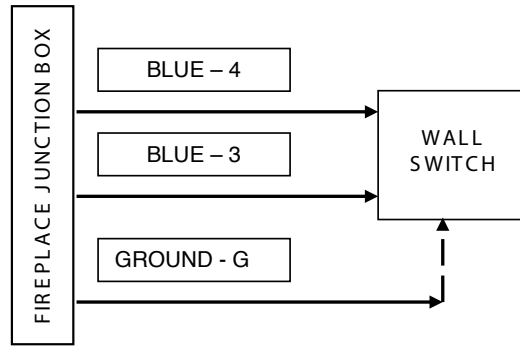 FIREPLACE JUNCTION BOX
BLUE – 4
BLUE – 3
GROUND - G
WALL
SWITCH